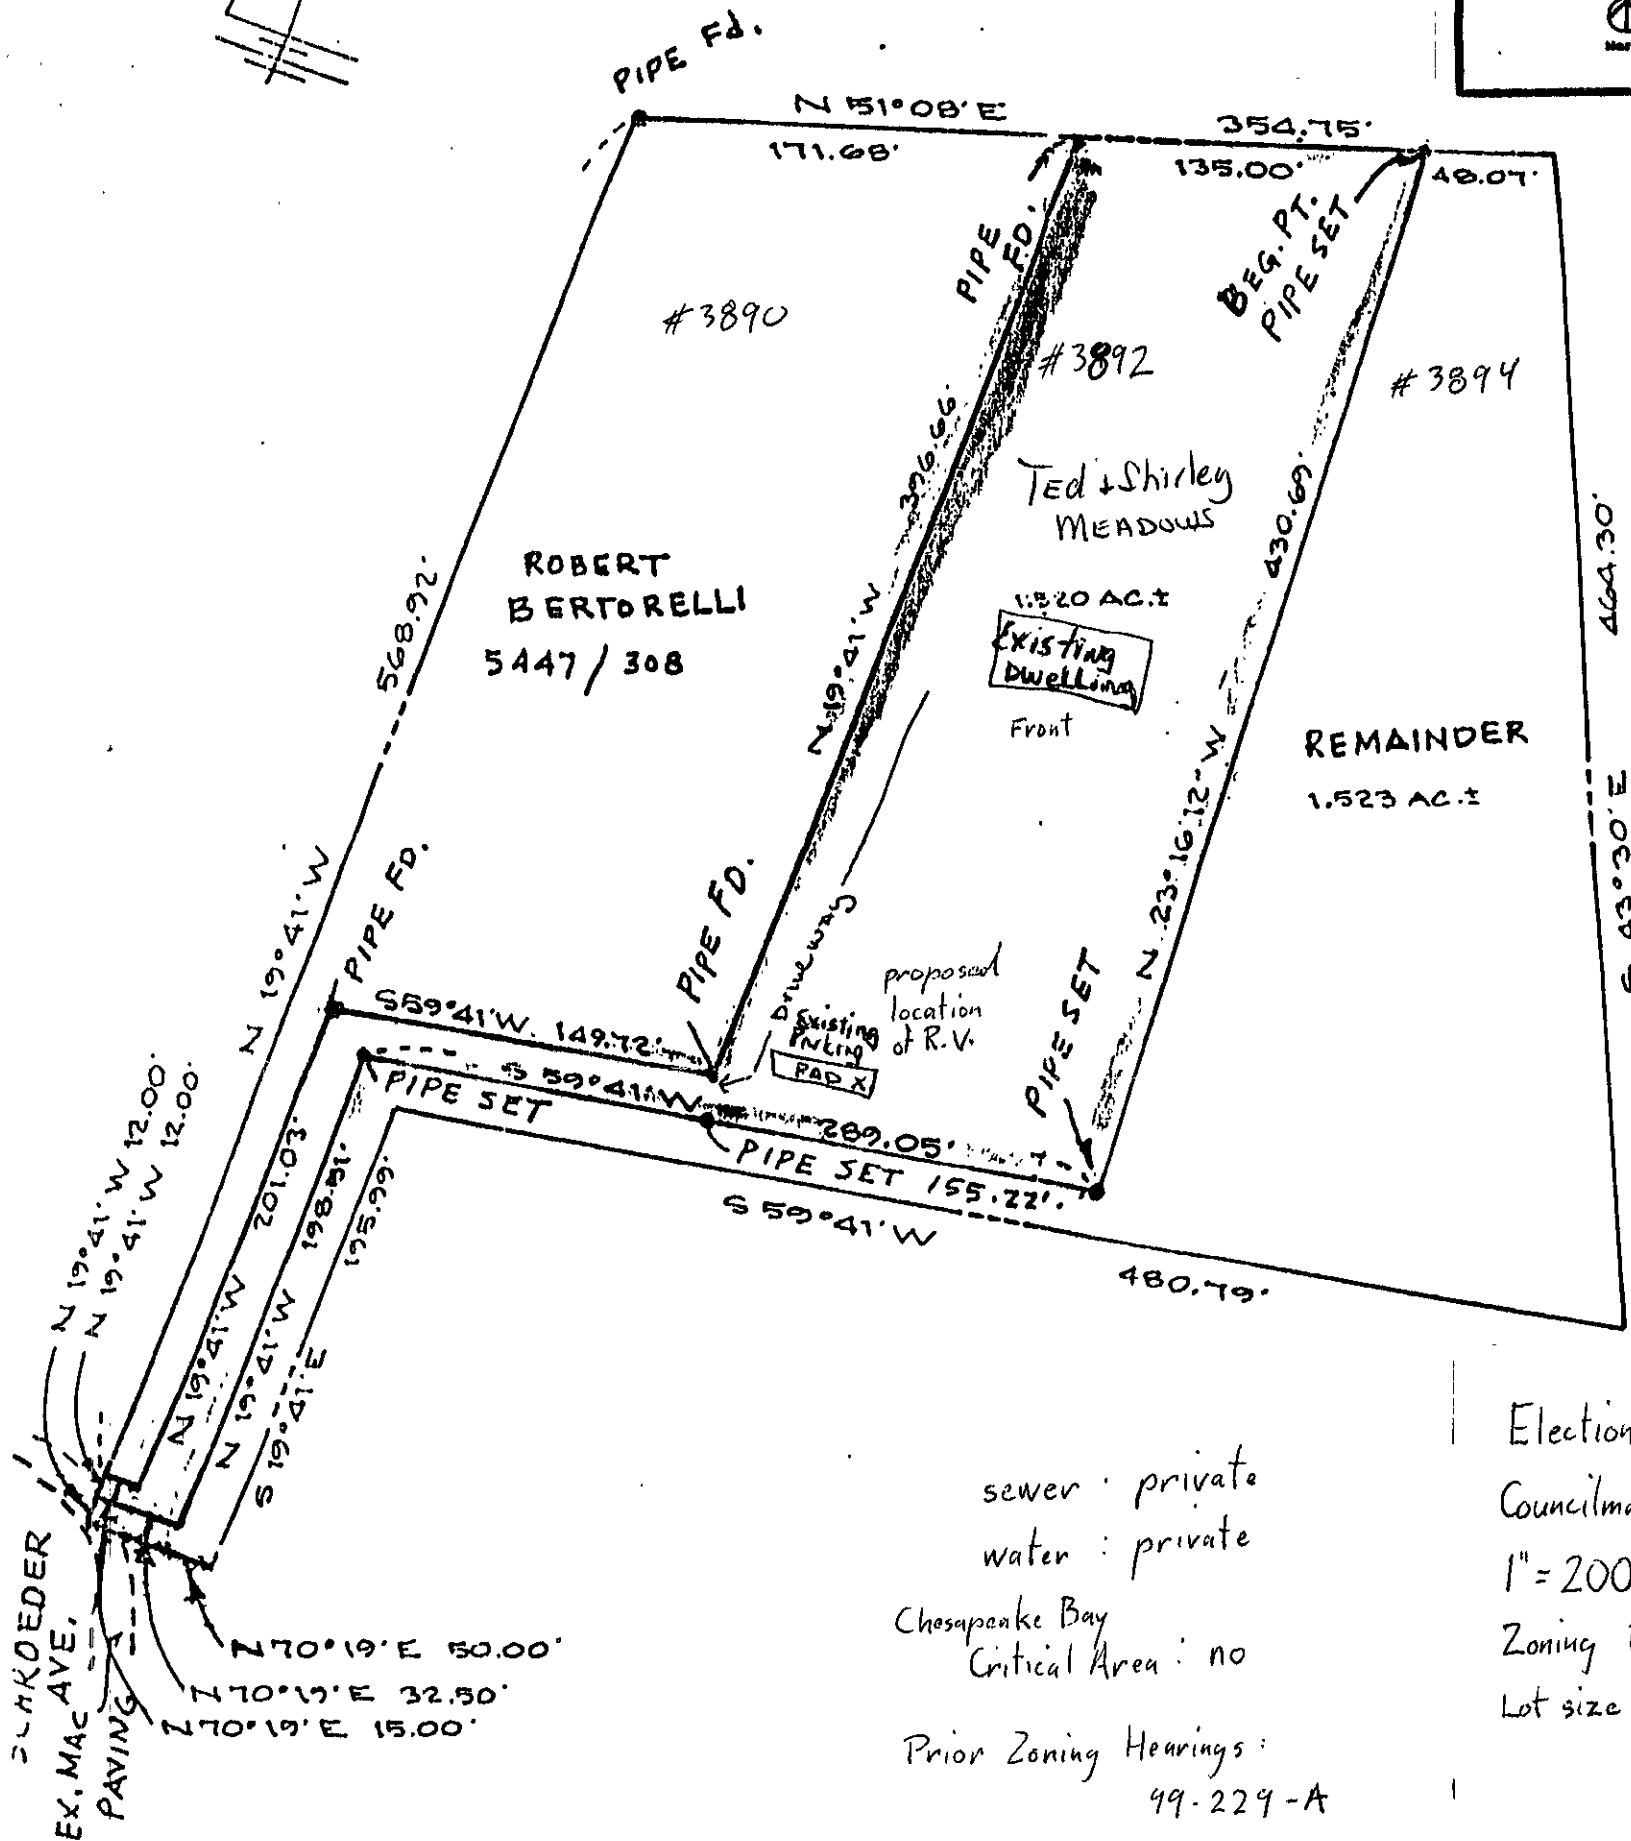 PIPE Fd.
N 51°08' E
354.75'
171.68'
135.00'
48.07'
PIPE FD.
BEG. PT.
PIPE SET
#3890
#3892
#3894
396.66
Ted & Shirley
MEADOWS
430.69'
464.30'
568.92'
ROBERT
BERTORELLI
5447 / 308
1.520 AC.±
Existing
Dwelling
Front
N 19°41' W
REMAINDER
1.523 AC.±
N 23°16'12" W
S 43°30' E
N 19°41' W
PIPE FD.
PIPE FD.
Driveway
proposed
location
of R.V.
Existing
Prking
PAD X
PIPE SET
S 59°41' W. 149.72'
S 59°41' W
289.05'
PIPE SET
PIPE SET 155.22'
S 59°41' W
480.79'
N 19°41' W 12.00'
N 19°41' W 12.00'
201.03'
198.51'
195.99'
N 19°41' W
N 19°41' W
S 19°41' E
EX. MAC AVE.
PAVING
N 70°19' E 50.00'
N 70°19' E 32.50'
N 70°19' E 15.00'
sewer : private
water : private
Chesapeake Bay
Critical Area : no
Prior Zoning Hearings :
99-229-A
Election
1" = 200
Zoning
Lot size